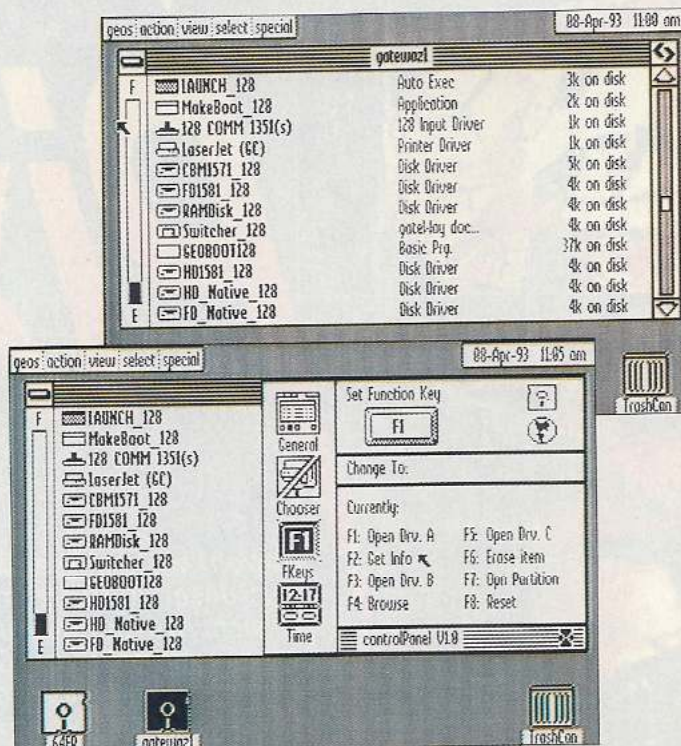 geos action view select special
08-Apr-93 11:00 am
gatewaz1
F
LAUNCH_128 Auto Exec 3k on disk
MakeBoot_128 Application 2k on disk
128 COMM 1351(s) 128 Input Driver 1k on disk
LaserJet (GC) Printer Driver 1k on disk
CBM1571_128 Disk Driver 5k on disk
FD1581_128 Disk Driver 4k on disk
RAMDisk_128 Disk Driver 4k on disk
Switcher_128 4k on disk
GEOBOOT128 Basic Prg. 37k on disk
HD1581_128 Disk Driver 4k on disk
HD_Native_128 Disk Driver 4k on disk
FD_Native_128 Disk Driver 4k on disk
E
TrashCan
geos action view select special
08-Apr-93 11:05 am
F
LAUNCH_128
MakeBoot_128
128 COMM 1351(s)
LaserJet (GC)
CBM1571_128
FD1581_128
RAMDisk_128
Switcher_128
GEOBOOT128
HD1581_128
HD_Native_128
FD_Native_128
E
General
Chooser
F1
FKeys
12:17
Time
Set Function Key
F1
Change To:
Currently:
F1: Open Drv. A F5: Open Drv. C
F2: Get Info F6: Erase item
F3: Open Drv. B F7: Opn Partition
F4: Browse F8: Reset
controlPanel V1.0
gatewaz1
TrashCan